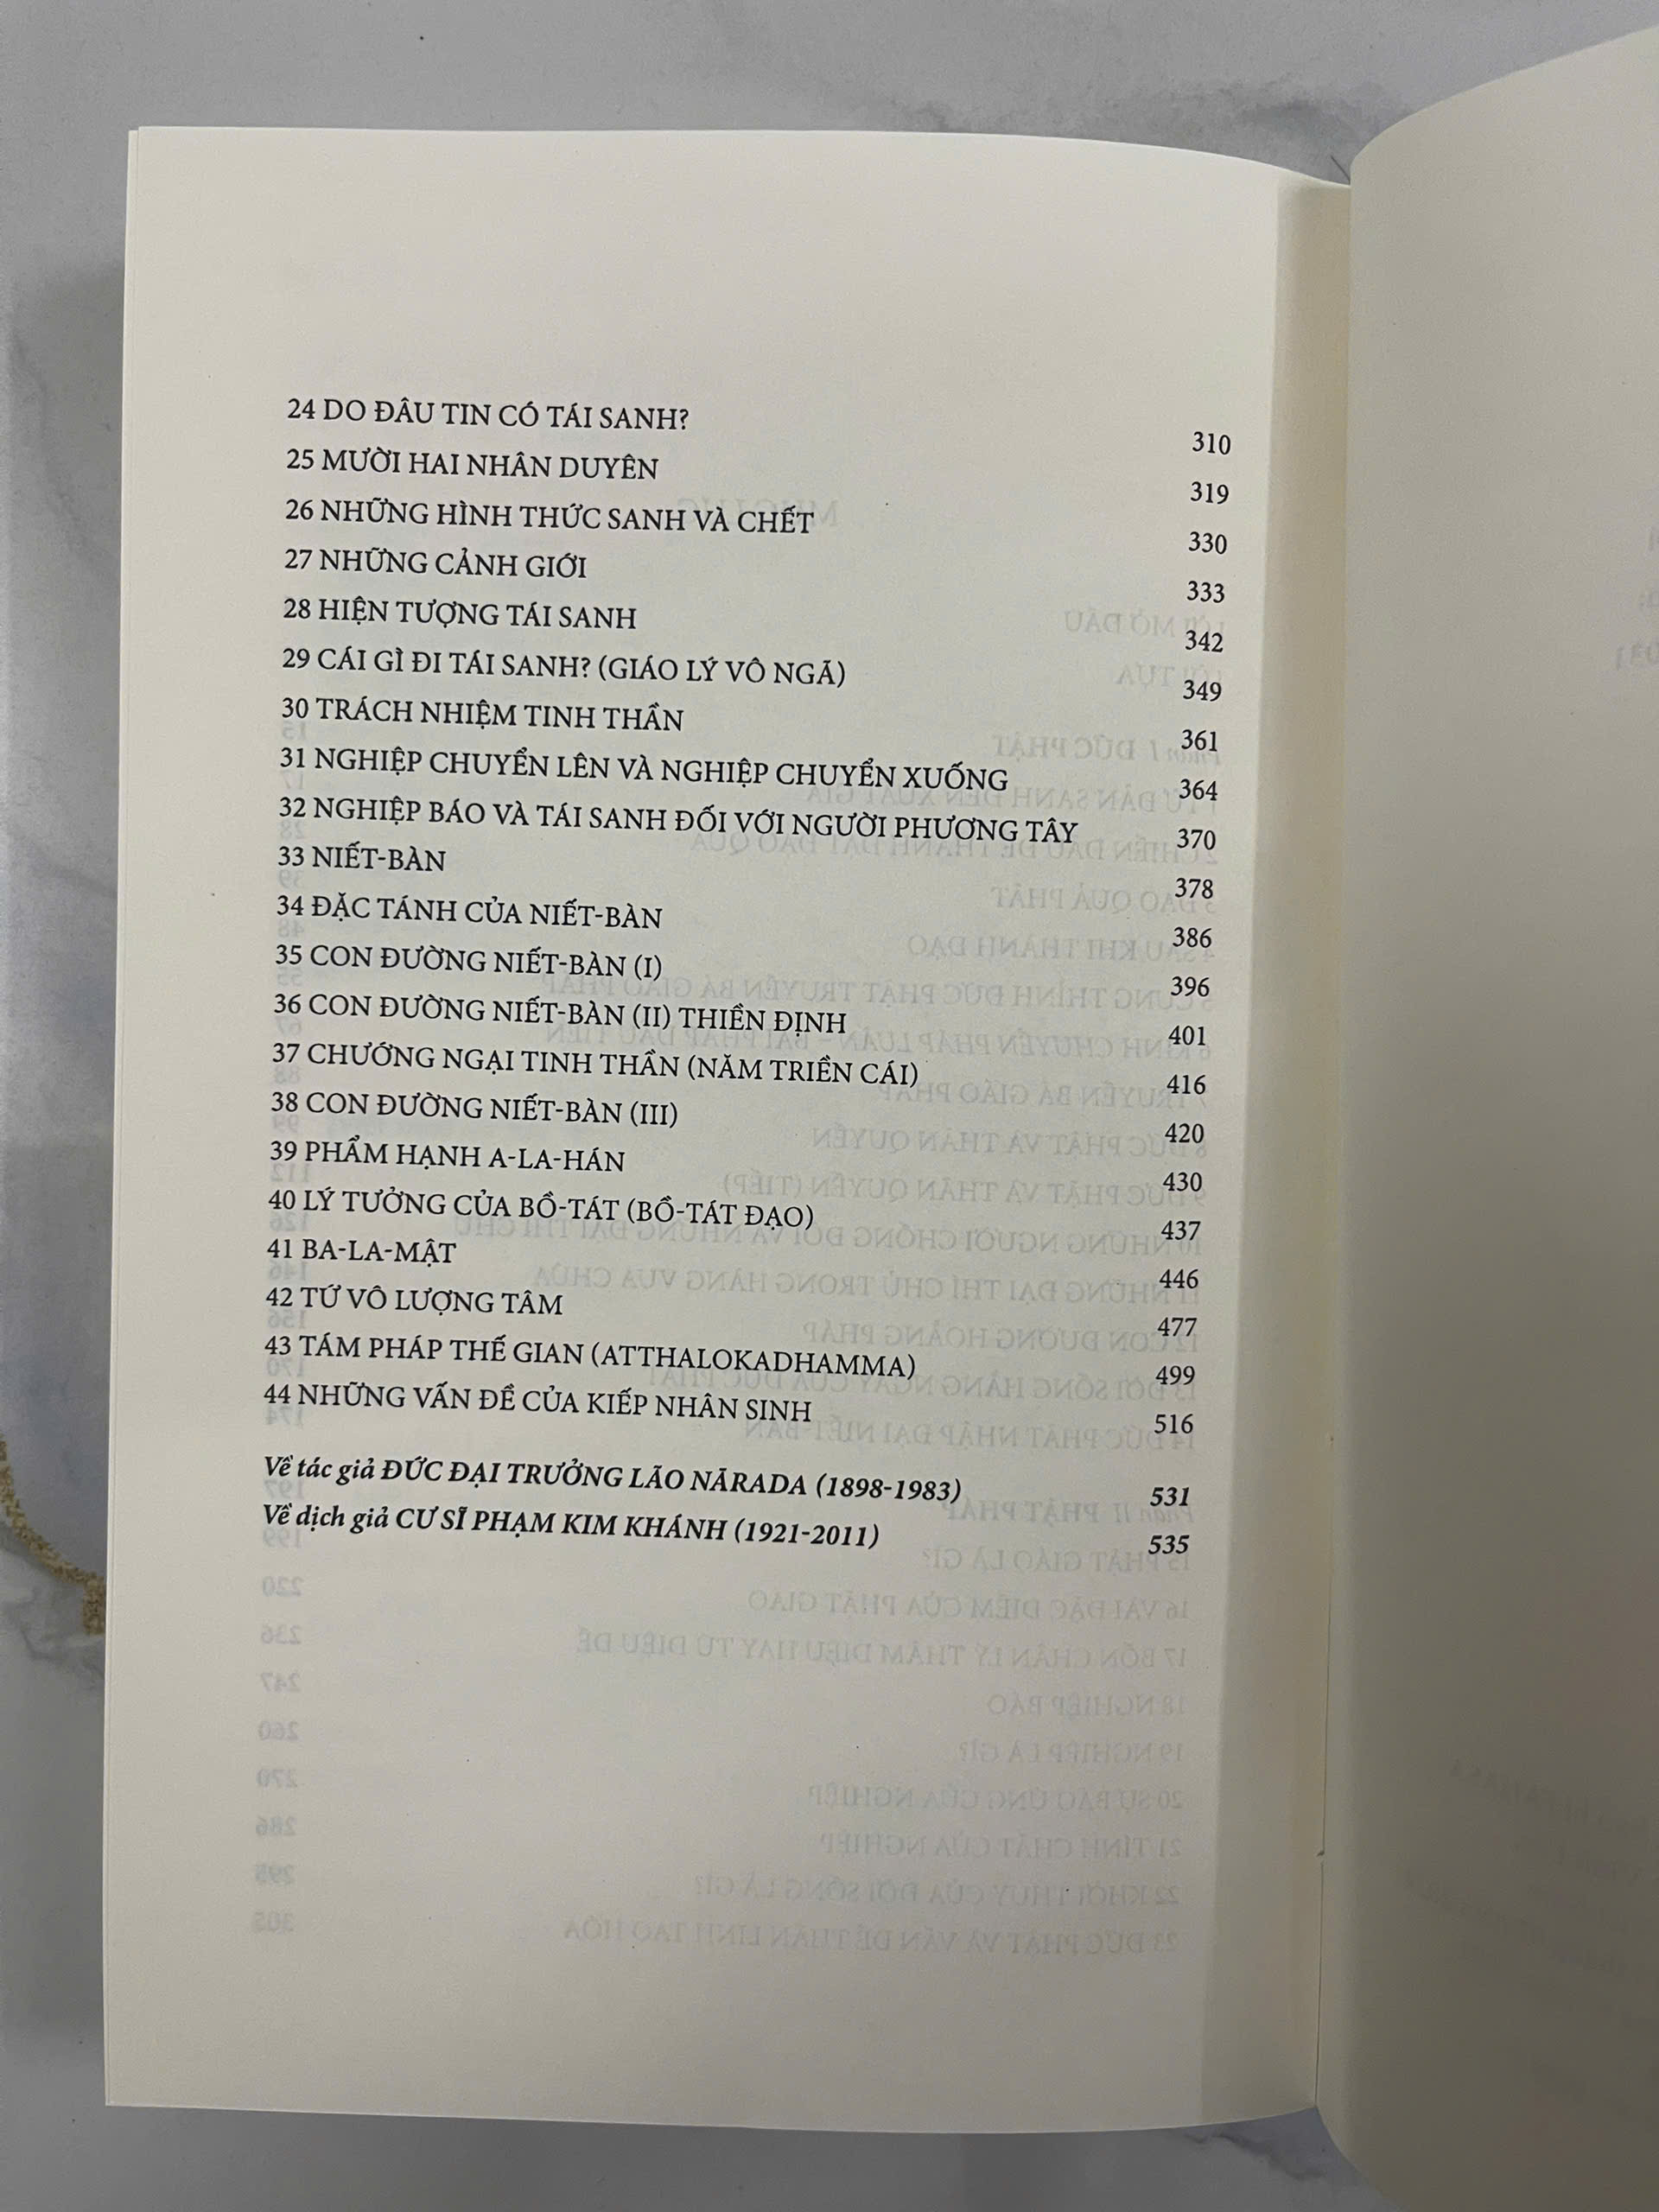 24 DO ĐÂU TIN CÓ TÁI SANH? 310
25 MƯỜI HAI NHÂN DUYÊN 319
26 NHỮNG HÌNH THỨC SANH VÀ CHẾT 330
27 NHỮNG CẢNH GIỚI 333
28 HIỆN TƯỢNG TÁI SANH 342
29 CÁI GÌ ĐI TÁI SANH? (GIÁO LÝ VÔ NGÃ) 349
30 TRÁCH NHIỆM TINH THẦN 361
31 NGHIỆP CHUYỂN LÊN VÀ NGHIỆP CHUYỂN XUỐNG 364
32 NGHIỆP BÁO VÀ TÁI SANH ĐỐI VỚI NGƯỜI PHƯƠNG TÂY 370
33 NIẾT-BÀN 378
34 ĐẶC TÁNH CỦA NIẾT-BÀN 386
35 CON ĐƯỜNG NIẾT-BÀN (I) 396
36 CON ĐƯỜNG NIẾT-BÀN (II) THIỀN ĐỊNH 401
37 CHƯỚNG NGẠI TINH THẦN (NĂM TRIỀN CÁI) 416
38 CON ĐƯỜNG NIẾT-BÀN (III) 420
39 PHẨM HẠNH A-LA-HÁN 430
40 LÝ TƯỞNG CỦA BỒ-TÁT (BỒ-TÁT ĐẠO) 437
41 BA-LA-MẬT 446
42 TỨ VÔ LƯỢNG TÂM 477
43 TÁM PHÁP THẾ GIAN (ATTHALOKADHAMMA) 499
44 NHỮNG VẤN ĐỀ CỦA KIẾP NHÂN SINH 516
Về tác giả ĐỨC ĐẠI TRƯỞNG LÃO NĀRADA (1898-1983) 531
Về dịch giả CƯ SĨ PHẠM KIM KHÁNH (1921-2011) 535